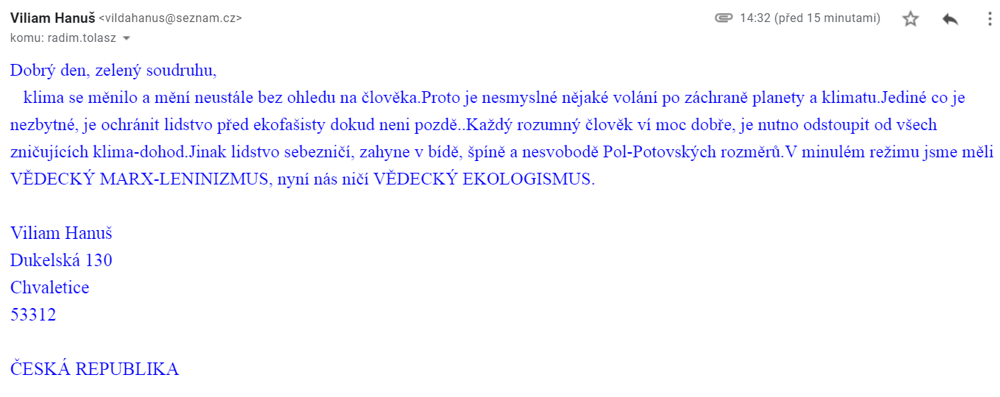 Viliam Hanuš <vildahanus@seznam.cz>
14:32 (před 15 minutami)
komu: radim.tolasz
Dobrý den, zelený soudruhu,
klima se měnilo a mění neustále bez ohledu na člověka.Proto je nesmyslné nějaké volání po záchraně planety a klimatu.Jediné co je
nezbytné, je ochránit lidstvo před ekofašisty dokud neni pozdě..Každý rozumný člověk ví moc dobře, je nutno odstoupit od všech
zničujících klima-dohod.Jinak lidstvo sebezničí, zahyne v bídě, špíně a nesvobodě Pol-Potovských rozměrů.V minulém režimu jsme měli
VĚDECKÝ MARX-LENINIZMUS, nyní nás ničí VĚDECKÝ EKOLOGISMUS.
Viliam Hanuš
Dukelská 130
Chvaletice
53312
ČESKÁ REPUBLIKA